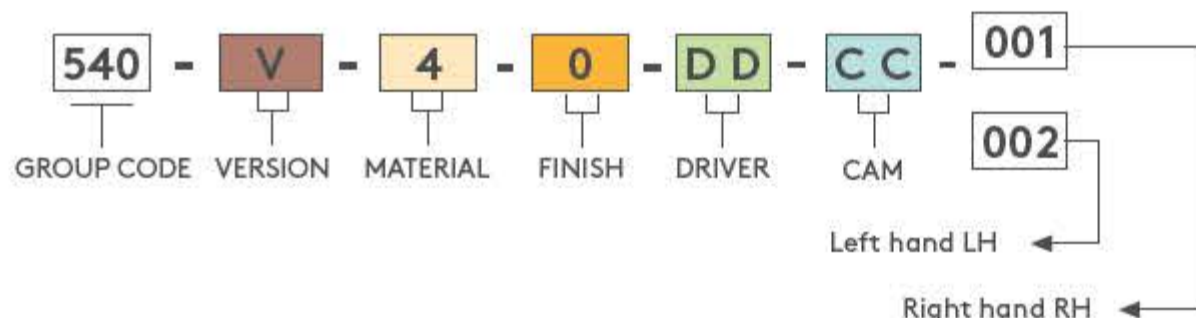 540 - V - 4 - 0 - D D - C C - 001
002
GROUP CODE VERSION MATERIAL FINISH DRIVER CAM
Left hand LH
Right hand RH